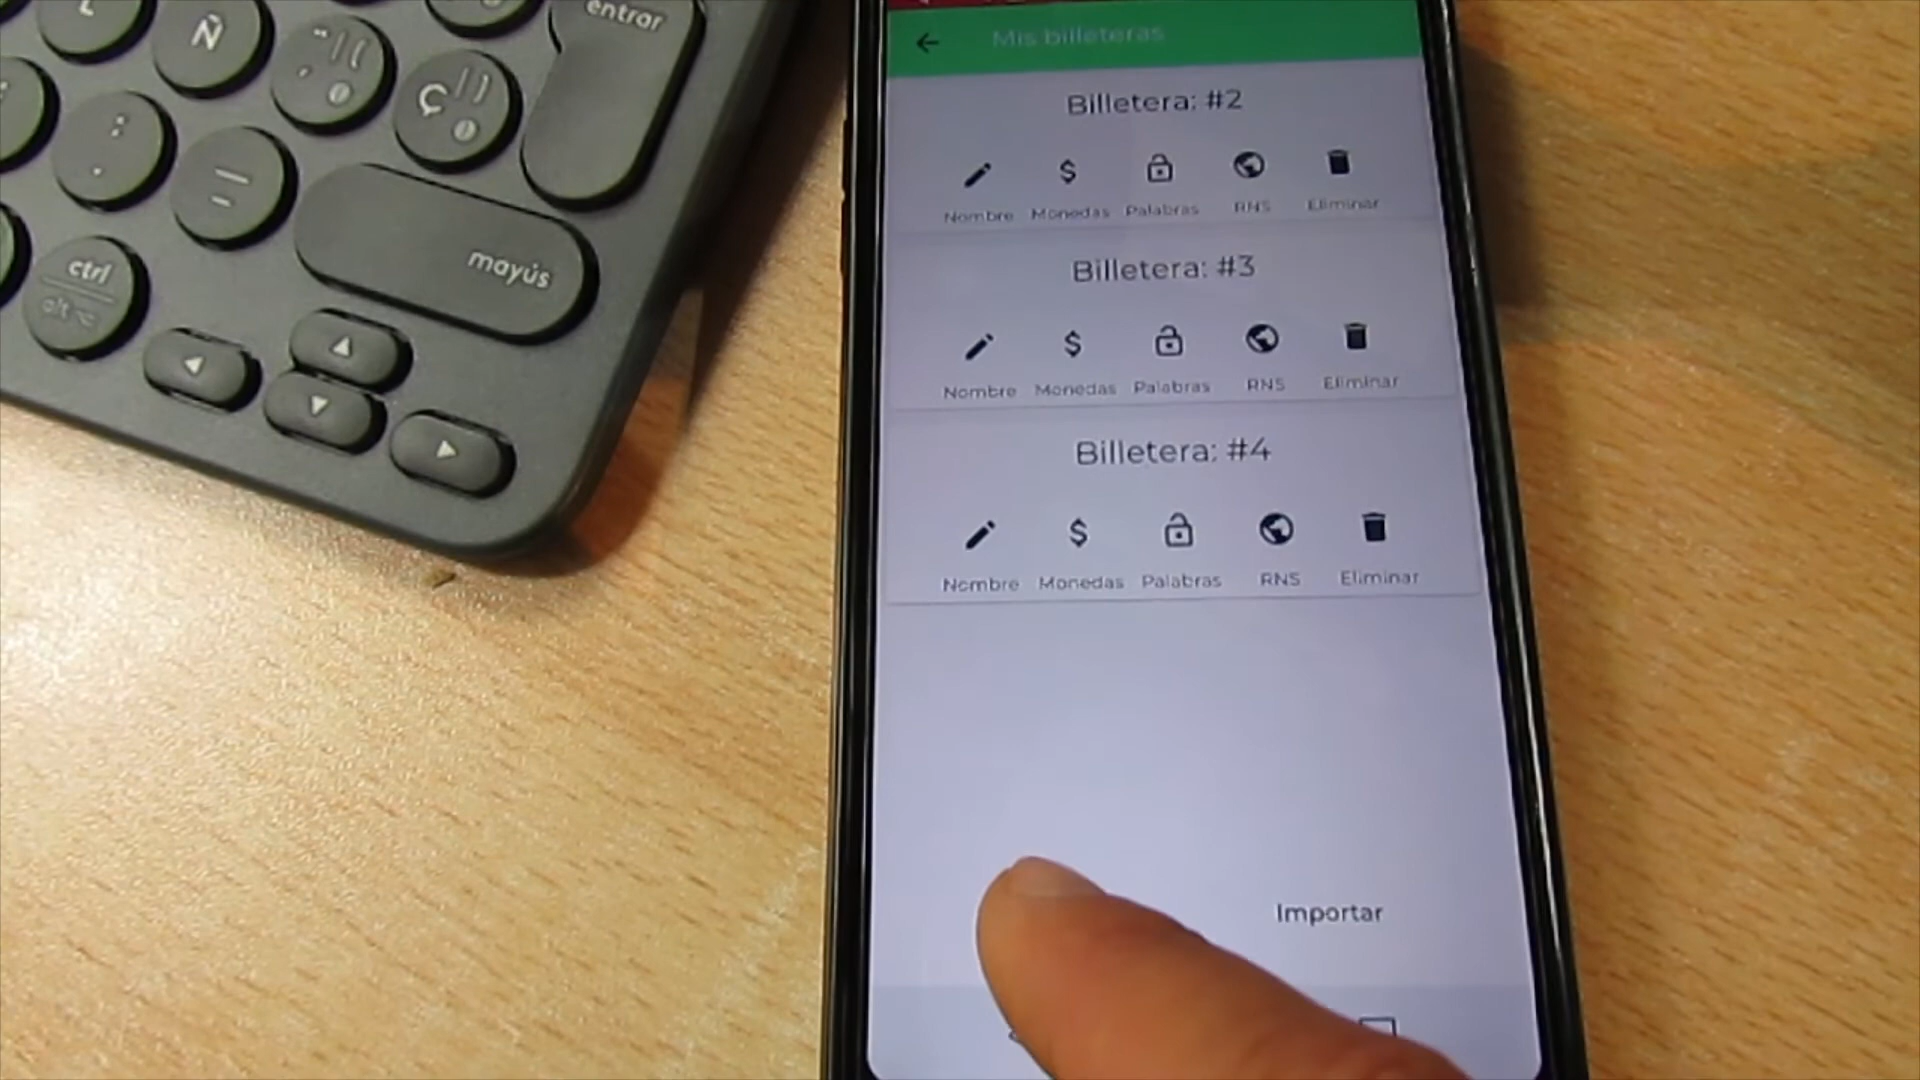 entrar
Ñ
Ç
mayús
ctrl
alt
Mis billeteras
Billetera: #2
Nombre Monedas Palabras RNS Eliminar
Billetera: #3
Nombre Monedas Palabras RNS Eliminar
Billetera: #4
Nombre Monedas Palabras RNS Eliminar
Importar